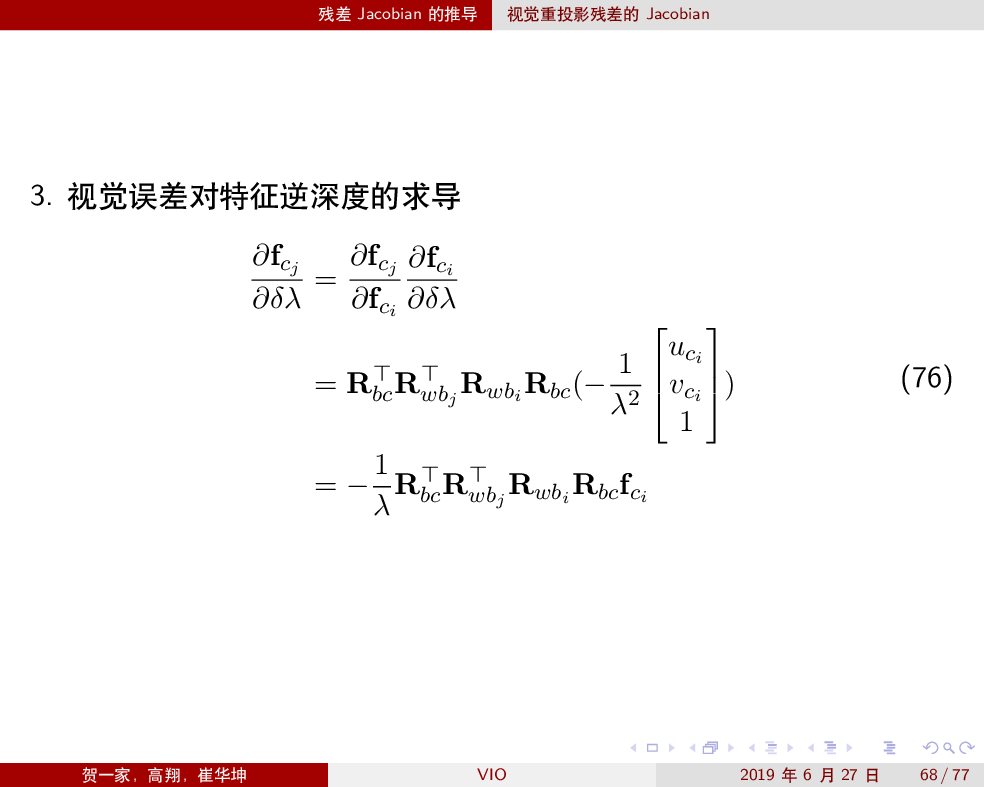 残差 Jacobian 的推导 视觉重投影残差的 Jacobian
3. 视觉误差对特征逆深度的求导
$\frac{\partial \mathbf{f}_{c_j}}{\partial \delta\lambda} = \frac{\partial \mathbf{f}_{c_j}}{\partial \mathbf{f}_{c_i}} \frac{\partial \mathbf{f}_{c_i}}{\partial \delta\lambda}$
$= \mathbf{R}_{bc}^{\top} \mathbf{R}_{wb_j}^{\top} \mathbf{R}_{wb_i} \mathbf{R}_{bc} (-\frac{1}{\lambda^2} \begin{bmatrix} u_{c_i} \\ v_{c_i} \\ 1 \end{bmatrix})$ (76)
$= -\frac{1}{\lambda} \mathbf{R}_{bc}^{\top} \mathbf{R}_{wb_j}^{\top} \mathbf{R}_{wb_i} \mathbf{R}_{bc} \mathbf{f}_{c_i}$
贺一家, 高翔, 崔华坤 VIO 2019 年 6 月 27 日 68 / 77